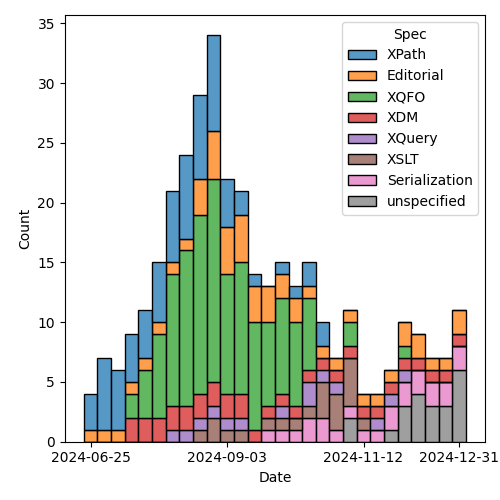 Spec
XPath
Editorial
XQFO
XDM
XQuery
XSLT
Serialization
unspecified
35
30
25
20
15
10
5
0
Count
2024-06-25 2024-09-03 2024-11-12 2024-12-31
Date